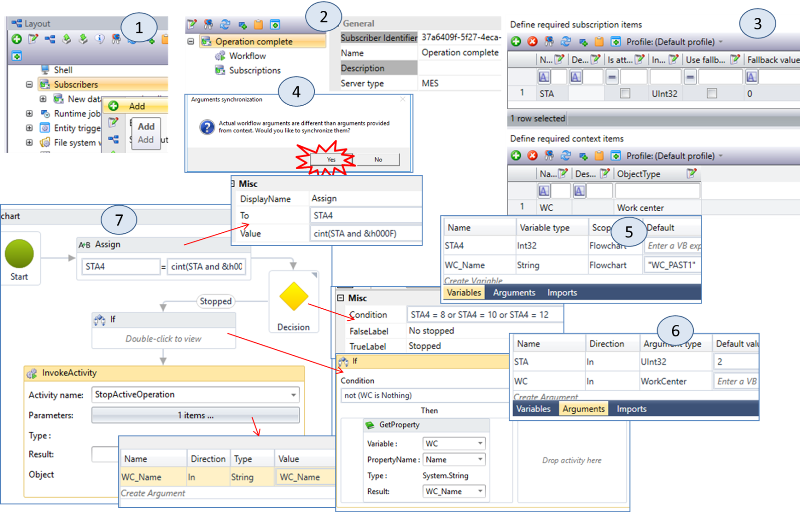 Layout
1
Shell
Subscribers
New da
Add
Runtime job
Add
Entity trigge
File system w
2
Operation complete
Workflow
Subscriptions
General
Subscriber Identifier
37a6409f-5f27-4eca-
Name
Operation complete
Description
Server type
MES
3
Define required subscription items
Profile: (Default profile)
N...
De...
Is att...
In...
Use fallb...
Fallback value
1
STA
UInt32
0
1 row selected
Define required context items
Profile: (Default profile)
Na...
Des...
ObjectType
1
WC
Work center
4
Arguments synchronization
Actual workflow arguments are different than arguments provided
from context. Would you like to synchronize them?
Yes
No
Misc
DisplayName
Assign
To
STA4
Value
cint(STA and &h000F)
5
Name
Variable type
Scop
Default
STA4
Int32
Flowchart
Enter a VB exp
WC_Name
String
Flowchart
"WC_PAST1"
Create Variable
Variables
Arguments
Imports
6
Name
Direction
Argument type
Default valu
STA
In
UInt32
2
WC
In
WorkCenter
Enter a VB
Create Argument
Variables
Arguments
Imports
7
chart
Start
A*B Assign
STA4
=
cint(STA and &h00
Stopped
Decision
If
Double-click to view
InvokeActivity
Activity name:
StopActiveOperation
Parameters:
1 items ...
Type :
Result:
Object
Name
Direction
Type
Value
WC_Name
In
String
WC_Name
Create Argument
Misc
Condition
STA4 = 8 or STA4 = 10 or STA4 = 12
FalseLabel
No stopped
TrueLabel
Stopped
If
Condition
not (WC is Nothing)
Then
GetProperty
Variable :
WC
PropertyName :
Name
Type :
System.String
Result:
WC_Name
Drop activity here